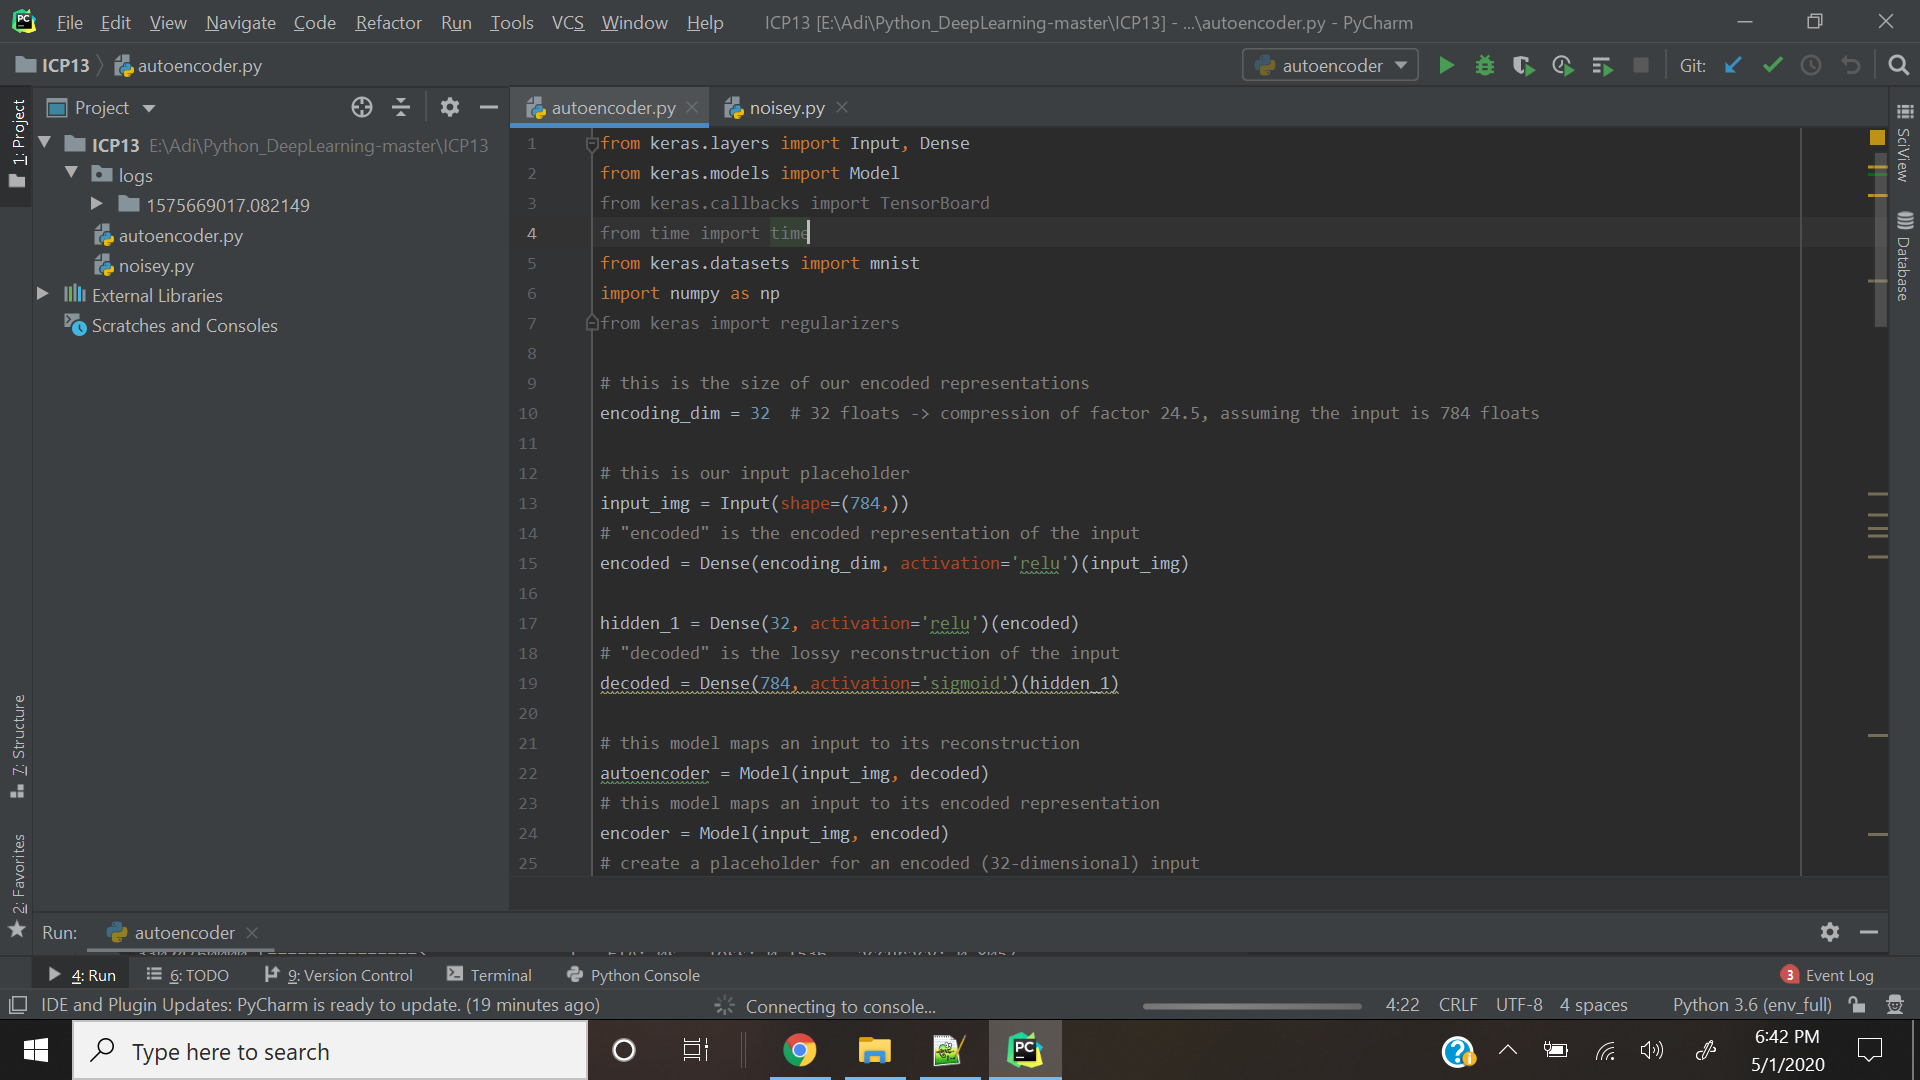 File Edit View Navigate Code Refactor Run Tools VCS Window Help ICP13 [E:\Adi\Python_DeepLearning-master\ICP13] - ...\autoencoder.py - PyCharm
ICP13 autoencoder.py autoencoder Git:
1: Project
Project
ICP13 E:\Adi\Python_DeepLearning-master\ICP13
logs
1575669017.082149
autoencoder.py
noisey.py
External Libraries
Scratches and Consoles
7: Structure
2: Favorites
autoencoder.py noisey.py
1 from keras.layers import Input, Dense
2 from keras.models import Model
3 from keras.callbacks import TensorBoard
4 from time import time
5 from keras.datasets import mnist
6 import numpy as np
7 from keras import regularizers
8
9 # this is the size of our encoded representations
10 encoding_dim = 32  # 32 floats -> compression of factor 24.5, assuming the input is 784 floats
11
12 # this is our input placeholder
13 input_img = Input(shape=(784,))
14 # "encoded" is the encoded representation of the input
15 encoded = Dense(encoding_dim, activation='relu')(input_img)
16
17 hidden_1 = Dense(32, activation='relu')(encoded)
18 # "decoded" is the lossy reconstruction of the input
19 decoded = Dense(784, activation='sigmoid')(hidden_1)
20
21 # this model maps an input to its reconstruction
22 autoencoder = Model(input_img, decoded)
23 # this model maps an input to its encoded representation
24 encoder = Model(input_img, encoded)
25 # create a placeholder for an encoded (32-dimensional) input
SciView
Database
Run: autoencoder
4: Run 6: TODO 9: Version Control Terminal Python Console 3 Event Log
IDE and Plugin Updates: PyCharm is ready to update. (19 minutes ago) Connecting to console... 4:22 CRLF UTF-8 4 spaces Python 3.6 (env_full)
Type here to search
6:42 PM
5/1/2020